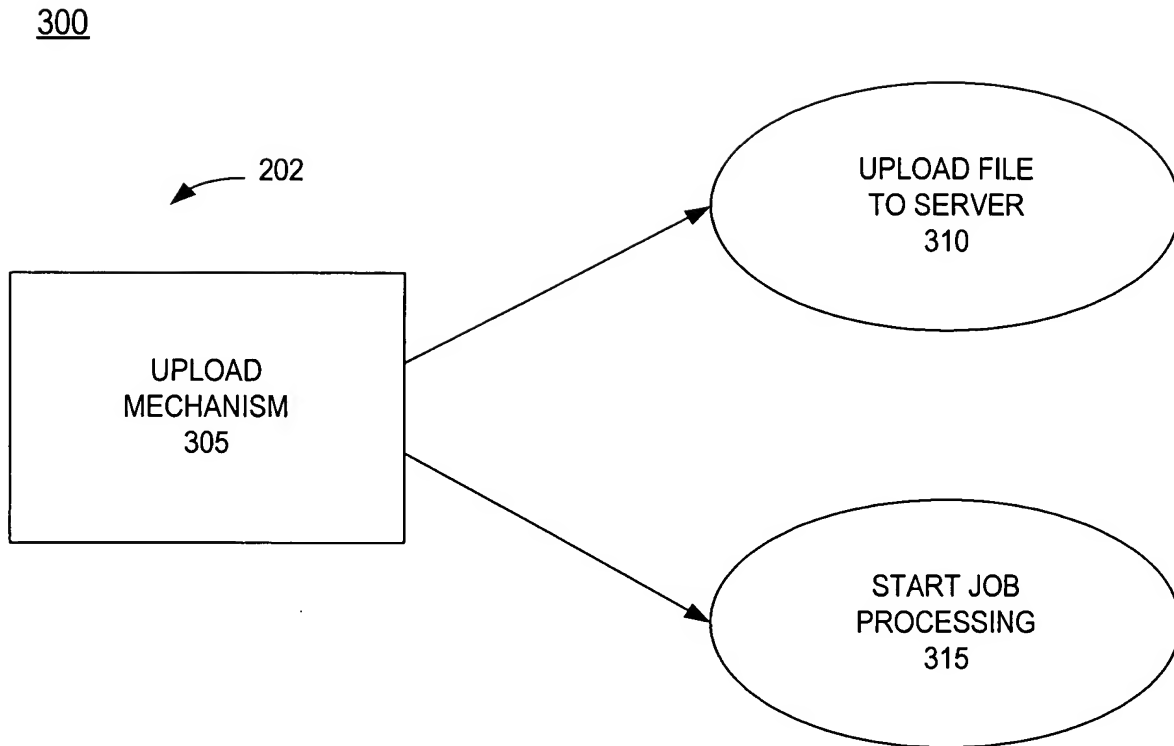 300
202
UPLOAD FILE
TO SERVER
310
UPLOAD
MECHANISM
305
START JOB
PROCESSING
315